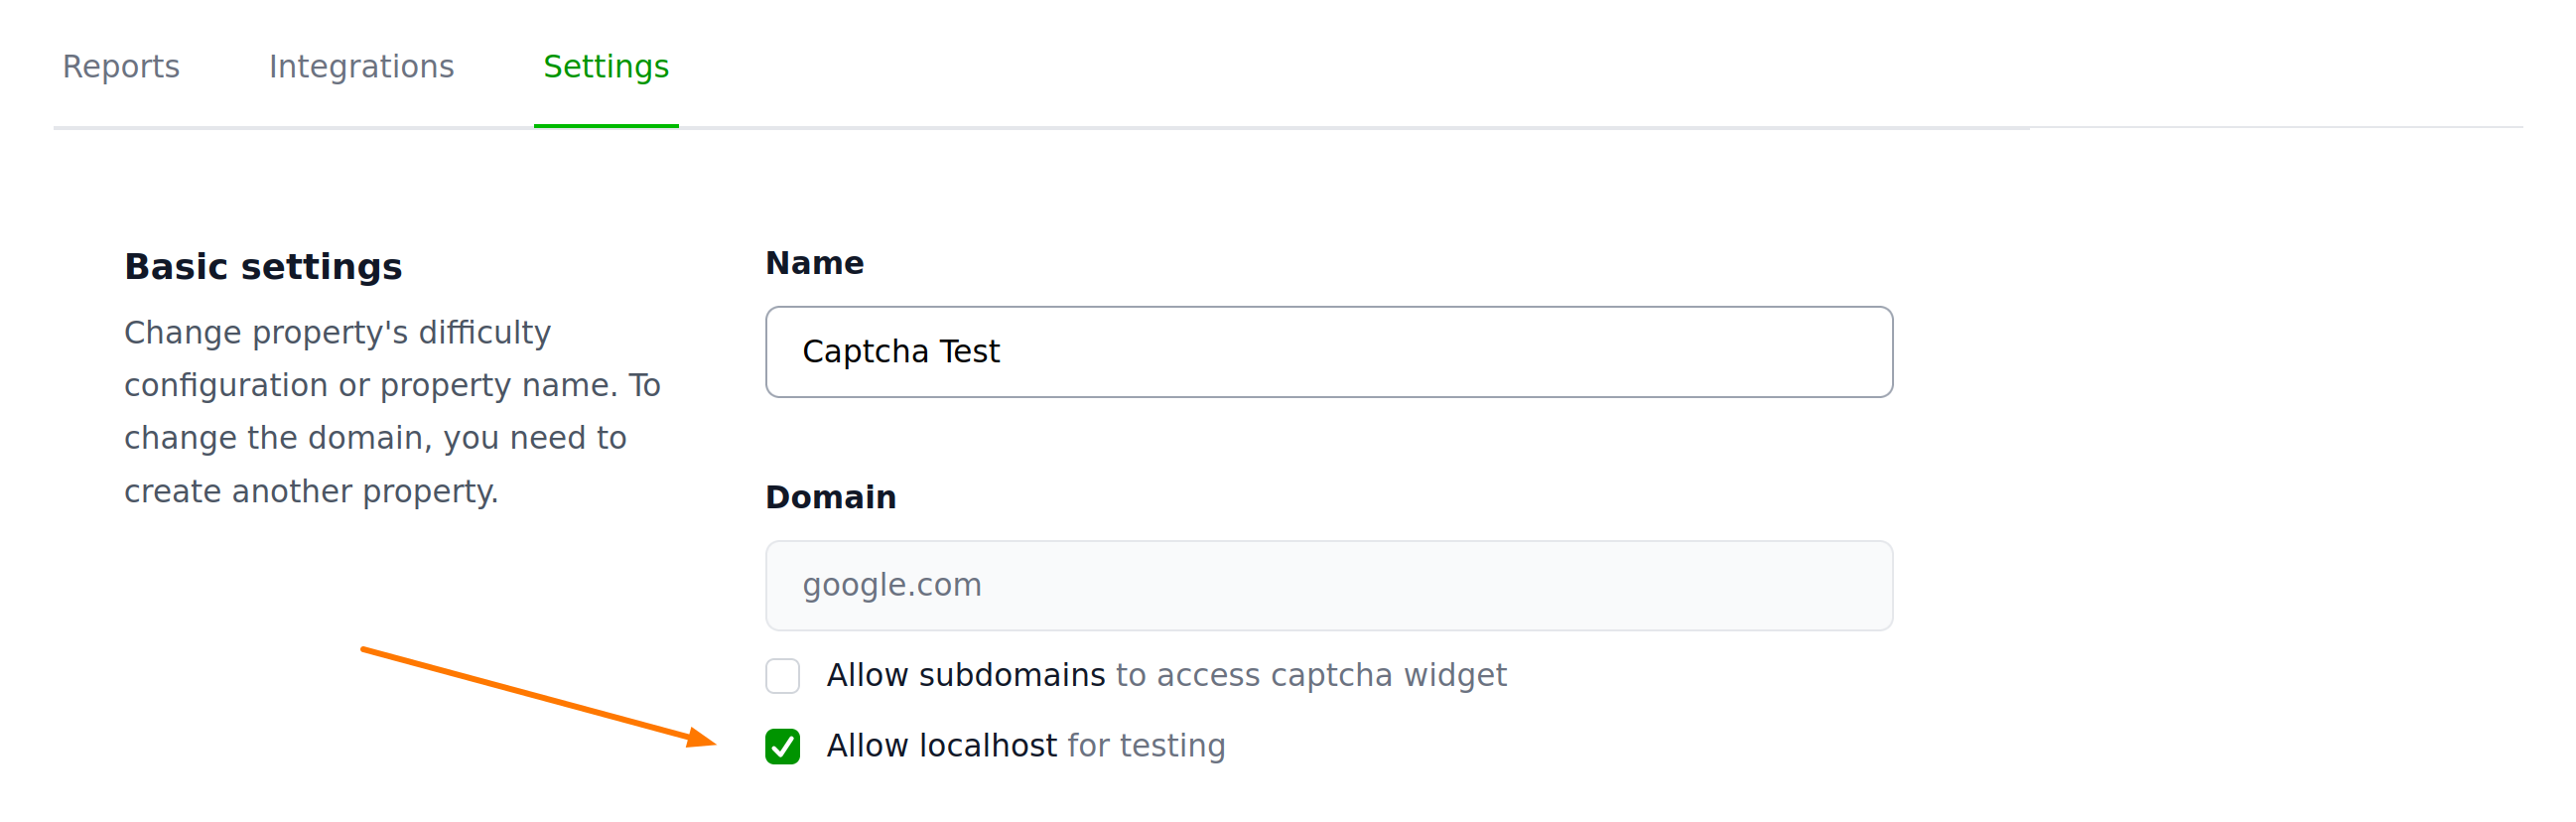 Reports Integrations Settings
Basic settings
Change property's difficulty
configuration or property name. To
change the domain, you need to
create another property.
Name
Captcha Test
Domain
google.com
Allow subdomains to access captcha widget
Allow localhost for testing